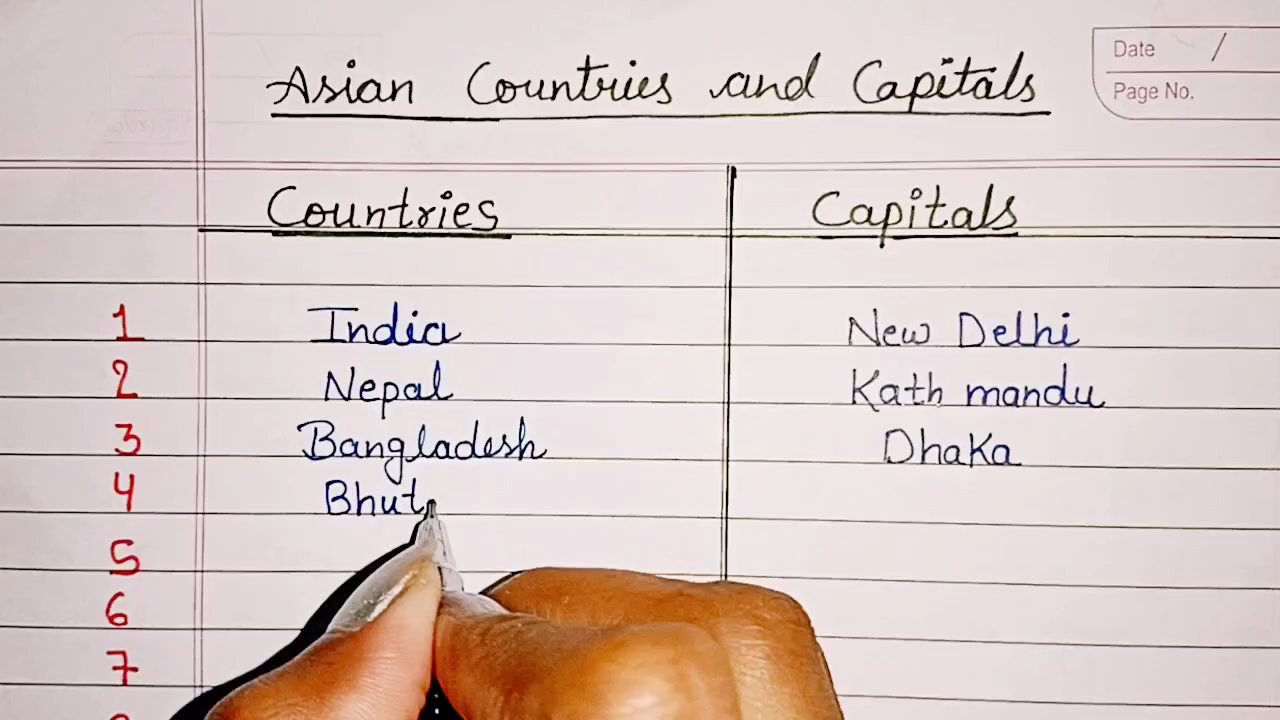 Date /
Page No.
Asian Countries and Capitals
Countries Capitals
1 India New Delhi
2 Nepal Kath mandu
3 Bangladesh Dhaka
4 Bhut
5
6
7